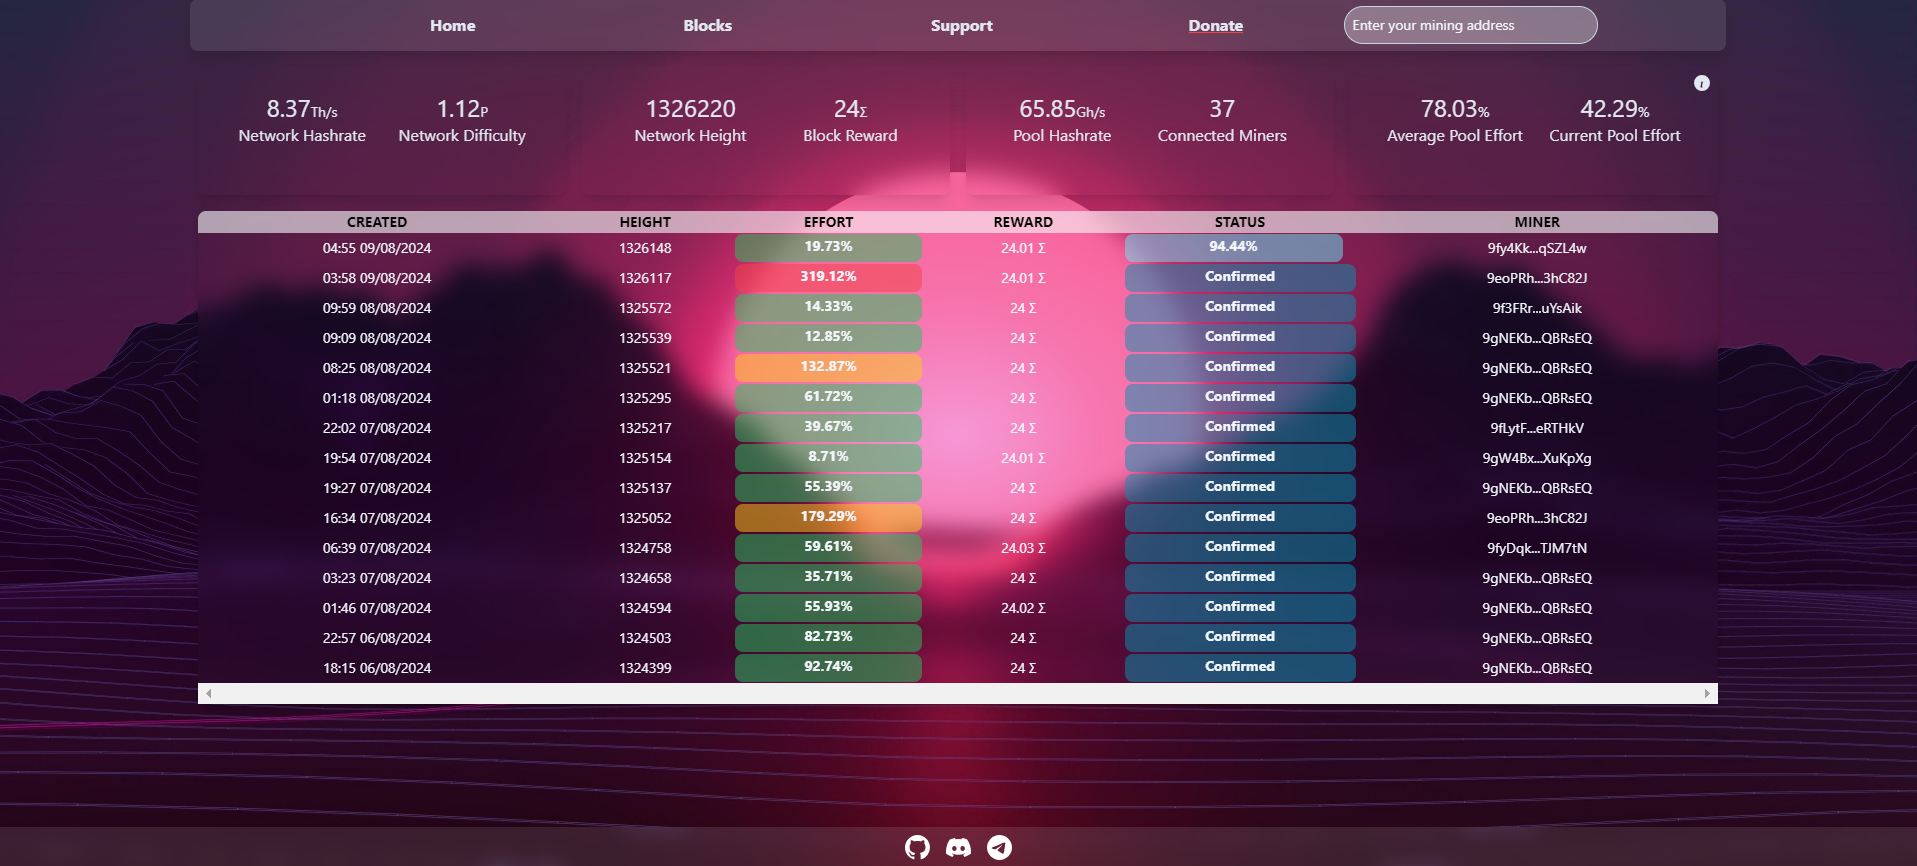 Home Blocks Support Donate Enter your mining address
8.37Th/s 1.12P 1326220 24Σ 65.85Gh/s 37 78.03% 42.29%
Network Hashrate Network Difficulty Network Height Block Reward Pool Hashrate Connected Miners Average Pool Effort Current Pool Effort
CREATED HEIGHT EFFORT REWARD STATUS MINER
04:55 09/08/2024 1326148 19.73% 24.01 Σ 94.44% 9fy4Kk...qSZL4w
03:58 09/08/2024 1326117 319.12% 24.01 Σ Confirmed 9eoPRh...3hC82J
09:59 08/08/2024 1325572 14.33% 24 Σ Confirmed 9f3FRr...uYsAik
09:09 08/08/2024 1325539 12.85% 24 Σ Confirmed 9gNEKb...QBRsEQ
08:25 08/08/2024 1325521 132.87% 24 Σ Confirmed 9gNEKb...QBRsEQ
01:18 08/08/2024 1325295 61.72% 24 Σ Confirmed 9gNEKb...QBRsEQ
22:02 07/08/2024 1325217 39.67% 24 Σ Confirmed 9fLytF...eRTHkV
19:54 07/08/2024 1325154 8.71% 24.01 Σ Confirmed 9gW4Bx...XuKpXg
19:27 07/08/2024 1325137 55.39% 24 Σ Confirmed 9gNEKb...QBRsEQ
16:34 07/08/2024 1325052 179.29% 24 Σ Confirmed 9eoPRh...3hC82J
06:39 07/08/2024 1324758 59.61% 24.03 Σ Confirmed 9fyDqk...TJM7tN
03:23 07/08/2024 1324658 35.71% 24 Σ Confirmed 9gNEKb...QBRsEQ
01:46 07/08/2024 1324594 55.93% 24.02 Σ Confirmed 9gNEKb...QBRsEQ
22:57 06/08/2024 1324503 82.73% 24 Σ Confirmed 9gNEKb...QBRsEQ
18:15 06/08/2024 1324399 92.74% 24 Σ Confirmed 9gNEKb...QBRsEQ